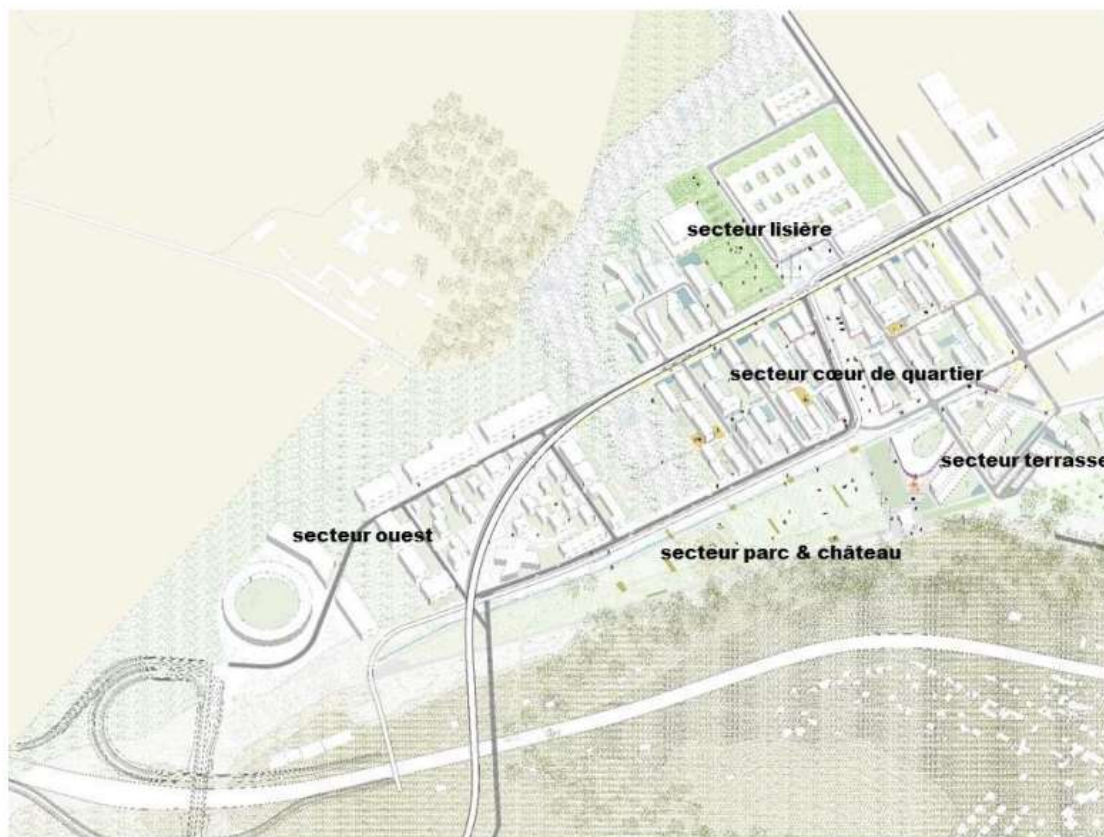 secteur lisière
secteur cœur de quartier
secteur terrasse
secteur ouest
secteur parc & château